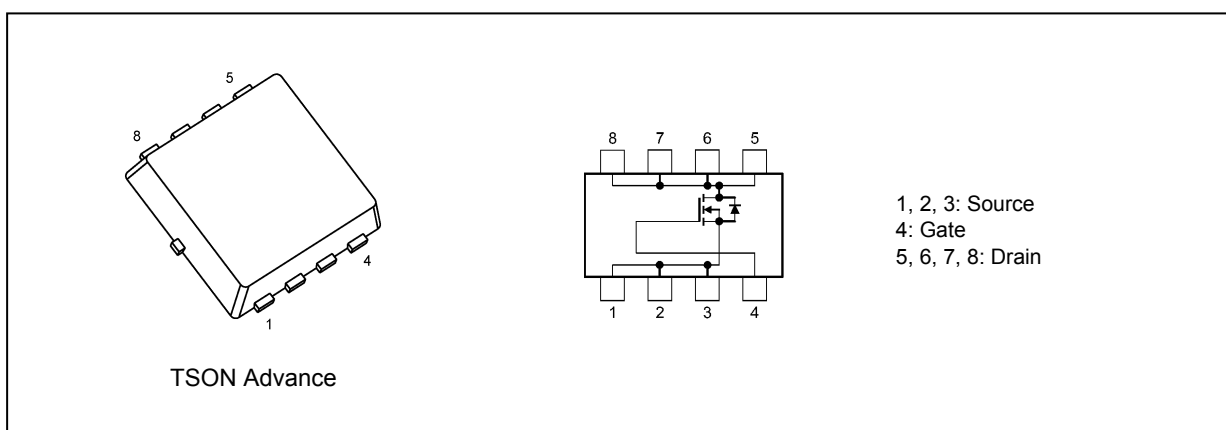 5
8
4
1
TSON Advance
8 7 6 5
1 2 3 4
1, 2, 3: Source
4: Gate
5, 6, 7, 8: Drain